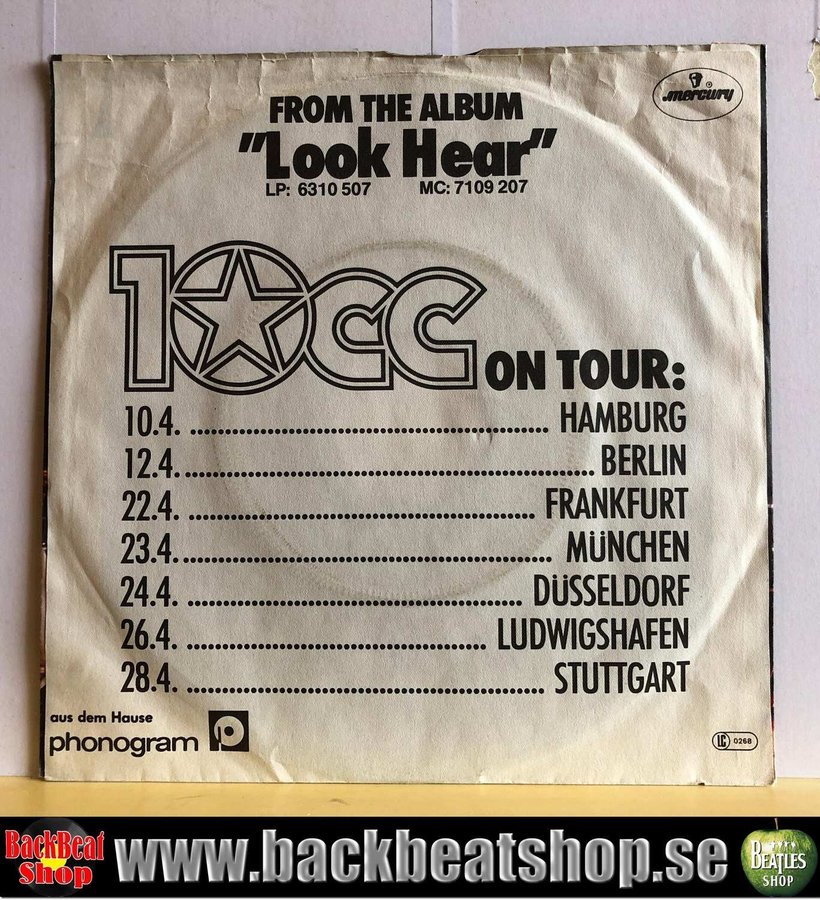 FROM THE ALBUM
"Look Hear"
LP: 6310 507 MC: 7109 207
mercury
10cc ON TOUR:
10.4. ........ HAMBURG
12.4. ........ BERLIN
22.4. ........ FRANKFURT
23.4. ........ MÜNCHEN
24.4. ........ DÜSSELDORF
26.4. ........ LUDWIGSHAFEN
28.4. ........ STUTTGART
aus dem Hause
phonogram
LC 0268
BackBeat
Shop
www.backbeatshop.se
BEATLES
SHOP